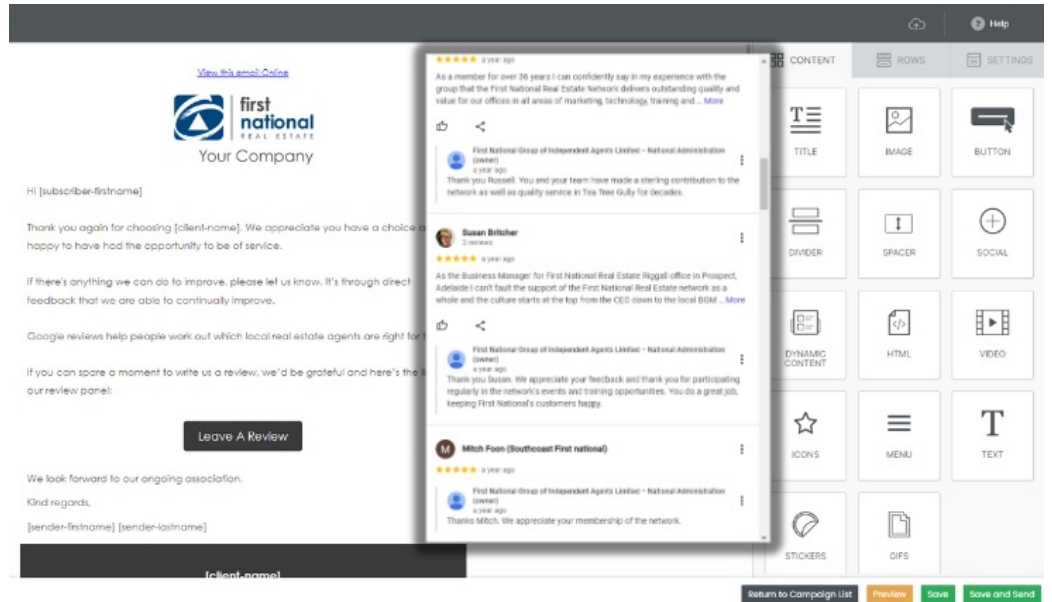 Help
View this email Online
first
national
REAL ESTATE
Your Company
Hi [subscriber-firstname]
Thank you again for choosing [client-name]. We appreciate you have a choice a
happy to have had the opportunity to be of service.
If there's anything we can do to improve, please let us know. It's through direct
feedback that we are able to continually improve.
Google reviews help people work out which local real estate agents are right for
If you can spare a moment to write us a review, we'd be grateful and here's the
our review panel:
Leave A Review
We look forward to our ongoing association.
Kind regards,
[sender-firstname] [sender-lastname]
[client-name]
a year ago
As a member for over 36 years I can confidently say in my experience with the
group that the First National Real Estate Network delivers outstanding quality and
value for our offices in all areas of marketing, technology, training and ... More
First National Group of Independent Agents Limited - National Administration
(owner)
a year ago
Thank you Russell. You and your team have made a sterling contribution to the
network as well as quality service in Tea Tree Gully for decades.
Susan Britcher
2 reviews
a year ago
As the Business Manager for First National Real Estate Riggall office in Prospect,
Adelaide I can't fault the support of the First National Real Estate network as a
whole and the culture starts at the top from the CEO down to the local BGM ... More
First National Group of Independent Agents Limited - National Administration
(owner)
a year ago
Thank you Susan. We appreciate your feedback and thank you for participating
regularly in the network's events and training opportunities. You do a great job,
keeping First National's customers happy.
M
Mitch Foon (Southcoast First national)
a year ago
First National Group of Independent Agents Limited - National Administration
(owner)
a year ago
Thanks Mitch. We appreciate your membership of the network.
CONTENT
ROWS
SETTINGS
TITLE
IMAGE
BUTTON
DIVIDER
SPACER
SOCIAL
DYNAMIC
CONTENT
HTML
VIDEO
ICONS
MENU
TEXT
STICKERS
GIFS
Return to Campaign List
Preview
Save
Save and Send